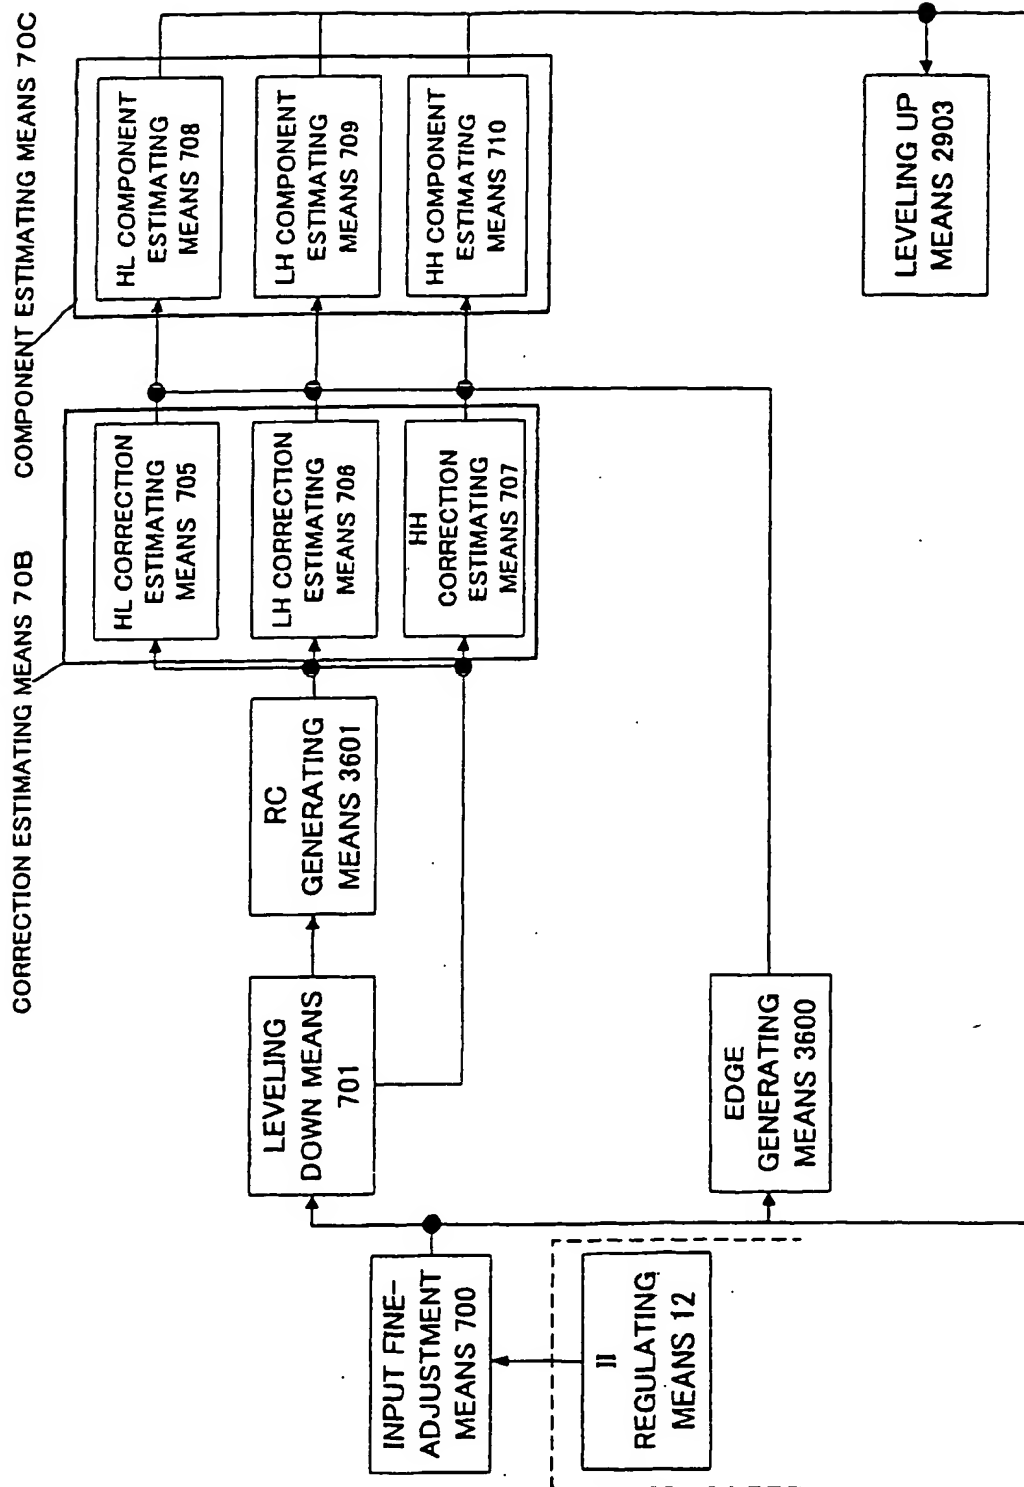 CORRECTION ESTIMATING MEANS 70B
COMPONENT ESTIMATING MEANS 70C
INPUT FINE-
ADJUSTMENT
MEANS 700
II
REGULATING
MEANS 12
LEVELING
DOWN MEANS
701
EDGE
GENERATING
MEANS 3600
RC
GENERATING
MEANS 3601
HL CORRECTION
ESTIMATING
MEANS 705
LH CORRECTION
ESTIMATING
MEANS 706
HH
CORRECTION
ESTIMATING
MEANS 707
HL COMPONENT
ESTIMATING
MEANS 708
LH COMPONENT
ESTIMATING
MEANS 709
HH COMPONENT
ESTIMATING
MEANS 710
LEVELING UP
MEANS 2903